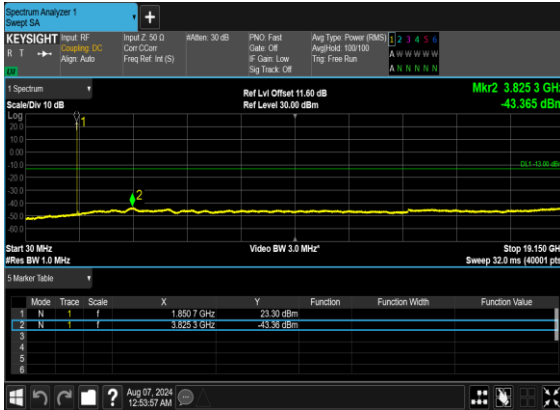 Spectrum Analyzer 1
Swept SA
+
KEYSIGHT
R T
LXI
Input: RF
Coupling: DC
Align: Auto
Input Z: 50 Ω
Corr CCorr
Freq Ref: Int (S)
#Atten: 30 dB
PNO: Fast
Gate: Off
IF Gain: Low
Sig Track: Off
Avg Type: Power (RMS)
Avg|Hold: 100/100
Trig: Free Run
1 2 3 4 5 6
A W W W W W
A N N N N N
1 Spectrum
Scale/Div 10 dB
Log
Ref Lvl Offset 11.60 dB
Ref Level 30.00 dBm
Mkr2 3.825 3 GHz
-43.365 dBm
20.0
10.0
0.00
-10.0
-20.0
-30.0
-40.0
-50.0
-60.0
1
2
DL1 -13.00 dBm
Start 30 MHz
#Res BW 1.0 MHz
Video BW 3.0 MHz*
Stop 19.150 GHz
Sweep 32.0 ms (40001 pts)
5 Marker Table
Mode Trace Scale X Y Function Function Width Function Value
1 N 1 f 1.850 7 GHz 23.30 dBm
2 N 1 f 3.825 3 GHz -43.36 dBm
3
4
5
6
?
Aug 07, 2024
12:53:57 AM